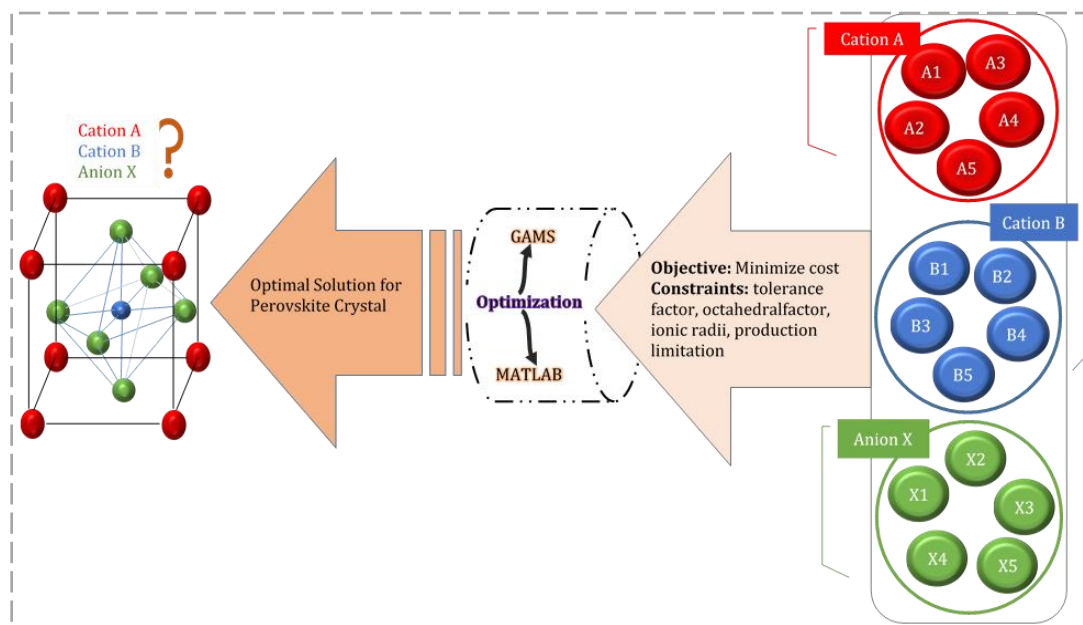 Cation A
Cation B
Anion X
?
Optimal Solution for
Perovskite Crystal
GAMS
Optimization
MATLAB
Objective: Minimize cost
Constraints: tolerance
factor, octahedralfactor,
ionic radii, production
limitation
Cation A
A1
A3
A2
A4
A5
Cation B
B1
B2
B3
B4
B5
Anion X
X2
X1
X3
X4
X5